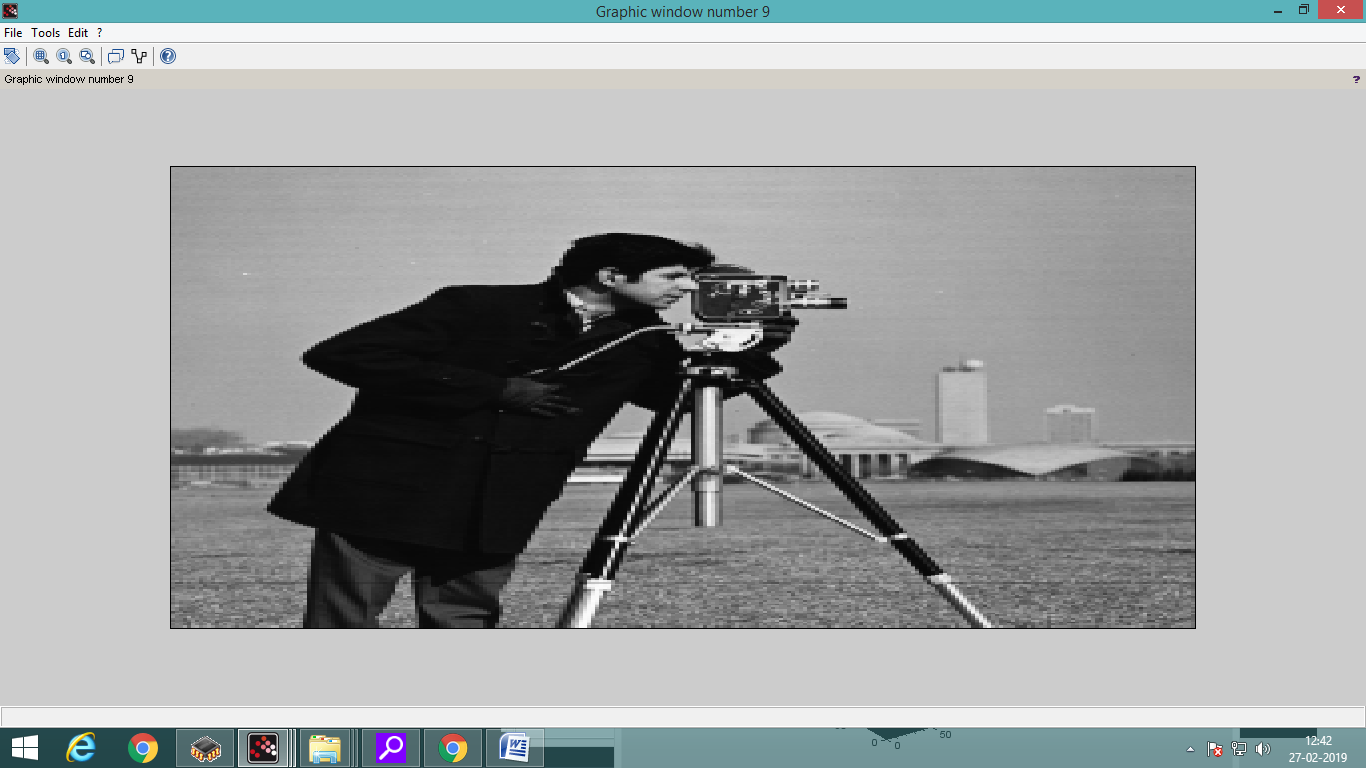 Graphic window number 9
File Tools Edit ?
Graphic window number 9 ?
50
0
0
12:42
27-02-2019